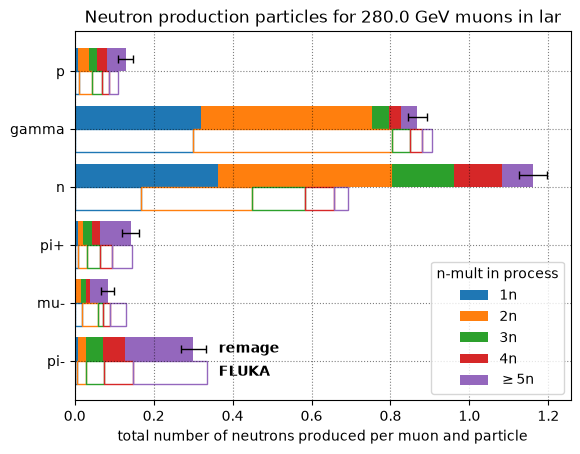 Neutron production particles for 280.0 GeV muons in lar
p
gamma
n
pi+
mu-
pi-
remage
FLUKA
n-mult in process
1n
2n
3n
4n
≥5n
0.0 0.2 0.4 0.6 0.8 1.0 1.2
total number of neutrons produced per muon and particle